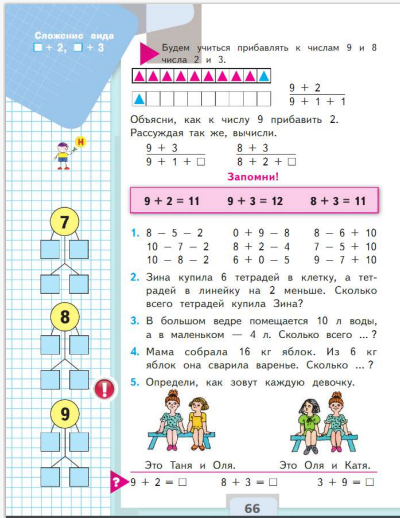 Сложение вида
□ + 2, □ + 3
Будем учиться прибавлять к числам 9 и 8
числа 2 и 3.
9 + 2
9 + 1 + 1
Объясни, как к числу 9 прибавить 2.
Рассуждая так же, вычисли.
9 + 3 8 + 3
9 + 1 + □ 8 + 2 + □
Н
Запомни!
9 + 2 = 11 9 + 3 = 12 8 + 3 = 11
7
8
9
1. 8 − 5 − 2 0 + 9 − 8 8 − 6 + 10
10 − 7 − 2 8 + 2 − 4 7 − 5 + 10
10 − 8 − 2 6 + 0 − 5 9 − 7 + 10
2. Зина купила 6 тетрадей в клетку, а тет-
радей в линейку на 2 меньше. Сколько
всего тетрадей купила Зина?
3. В большом ведре помещается 10 л воды,
а в маленьком — 4 л. Сколько всего ... ?
4. Мама собрала 16 кг яблок. Из 6 кг
яблок она сварила варенье. Сколько ... ?
!
5. Определи, как зовут каждую девочку.
Это Таня и Оля. Это Оля и Катя.
? 9 + 2 = □ 8 + 3 = □ 3 + 9 = □
66